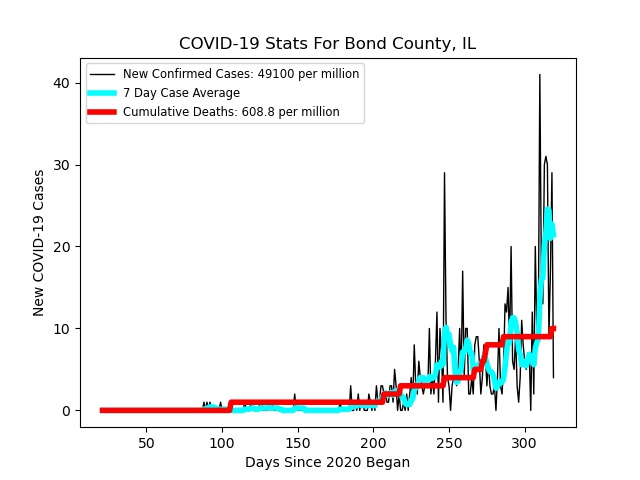 COVID-19 Stats For Bond County, IL
New Confirmed Cases: 49100 per million
7 Day Case Average
Cumulative Deaths: 608.8 per million
New COVID-19 Cases
40
30
20
10
0
50 100 150 200 250 300
Days Since 2020 Began